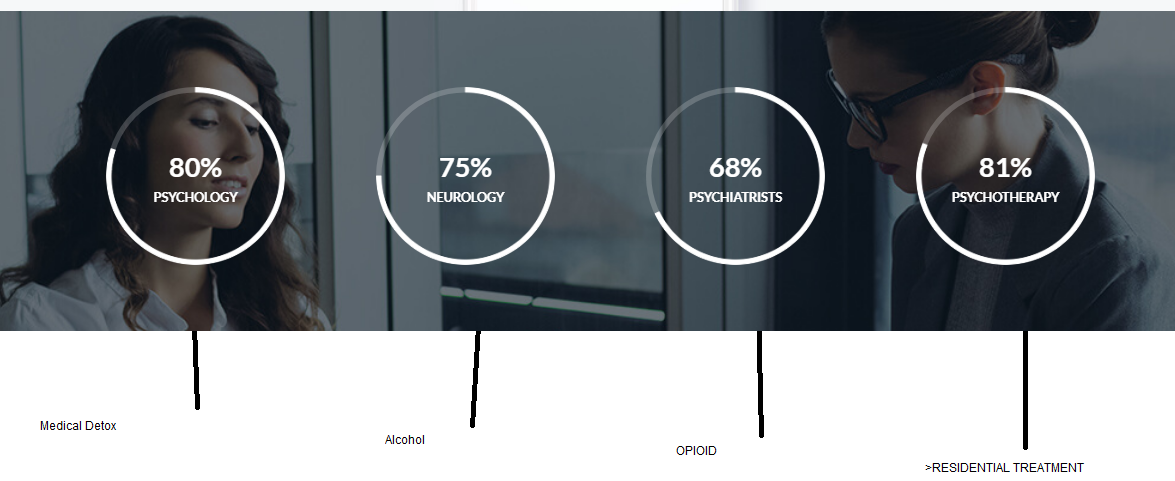 80%
PSYCHOLOGY
75%
NEUROLOGY
68%
PSYCHIATRISTS
81%
PSYCHOTHERAPY
Medical Detox
Alcohol
OPIOID
>RESIDENTIAL TREATMENT